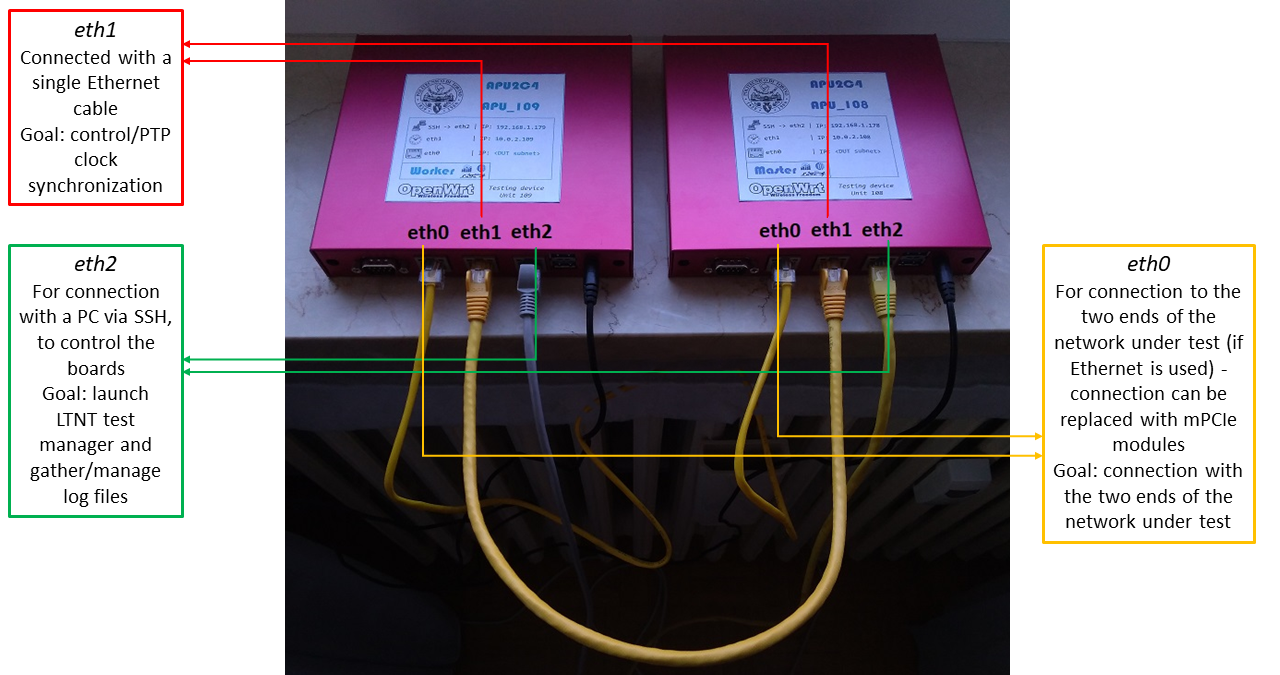 eth1
Connected with a
single Ethernet
cable
Goal: control/PTP
clock
synchronization
eth2
For connection
with a PC via SSH,
to control the
boards
Goal: launch
LTNT test
manager and
gather/manage
log files
APU2C4
APU_109
SSH -> eth2 | IP: 192.168.1.179
eth1 | IP: 10.0.2.109
eth0 | IP: <DUT subnet>
Worker
OpenWrt
Wireless Freedom
Testing device
Unit 109
eth0 eth1 eth2
APU2C4
APU_108
SSH -> eth2 | IP: 192.168.1.178
eth1 | IP: 10.0.2.108
eth0 | IP: <DUT subnet>
Master
OpenWrt
Wireless Freedom
Testing device
Unit 108
eth0 eth1 eth2
eth0
For connection to the
two ends of the
network under test (if
Ethernet is used) -
connection can be
replaced with mPCIe
modules
Goal: connection with
the two ends of the
network under test